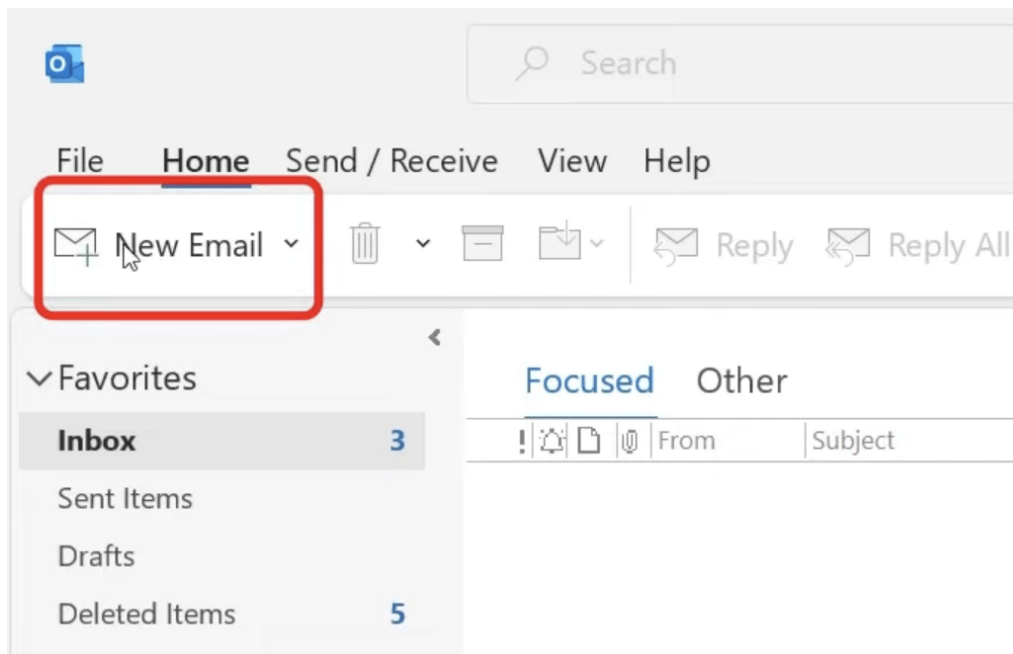 Search
File Home Send / Receive View Help
New Email Reply Reply All
Favorites
Focused Other
Inbox 3
! From Subject
Sent Items
Drafts
Deleted Items 5